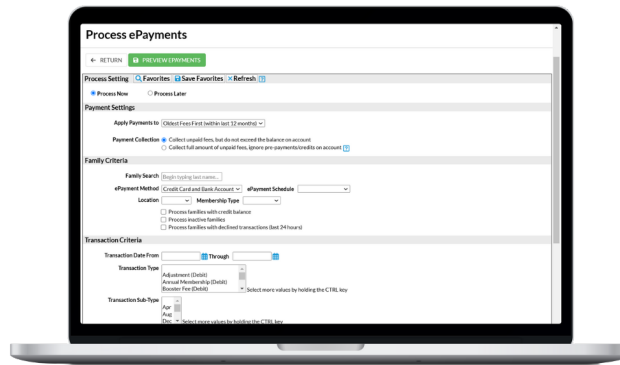 Process ePayments
← RETURN PREVIEW EPAYMENTS
Process Setting Favorites Save Favorites ×Refresh ?
Process Now Process Later
Payment Settings
Apply Payments to Oldest Fees First (within last 12 months)
Payment Collection Collect unpaid fees, but do not exceed the balance on account
Collect full amount of unpaid fees, ignore pre-payments/credits on account ?
Family Criteria
Family Search Begin typing last name...
ePayment Method Credit Card and Bank Account ePayment Schedule
Location Membership Type
Process families with credit balance
Process inactive families
Process families with declined transactions (last 24 hours)
Transaction Criteria
Transaction Date From Through
Transaction Type
Adjustment (Debit)
Annual Membership (Debit)
Booster Fee (Debit) Select more values by holding the CTRL key
Transaction Sub-Type
Apr
Aug
Dec Select more values by holding the CTRL key